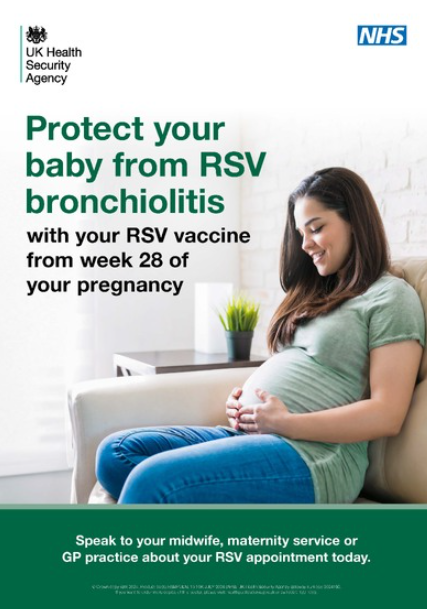 UK Health
Security
Agency
NHS
Protect your
baby from RSV
bronchiolitis
with your RSV vaccine
from week 28 of
your pregnancy
Speak to your midwife, maternity service or
GP practice about your RSV appointment today.